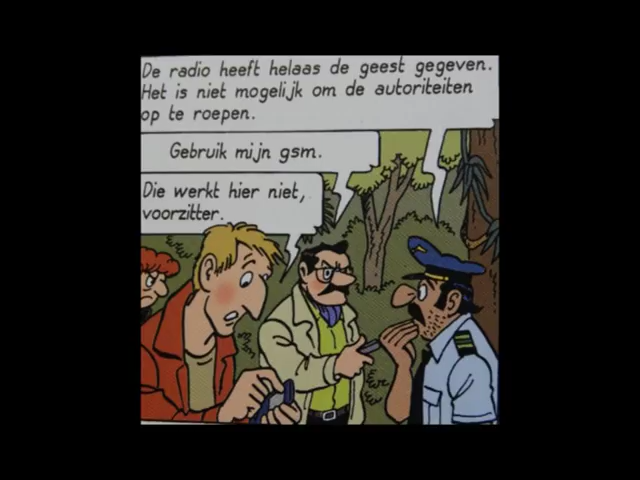 De radio heeft helaas de geest gegeven.
Het is niet mogelijk om de autoriteiten
op te roepen.
Gebruik mijn gsm.
Die werkt hier niet,
voorzitter.